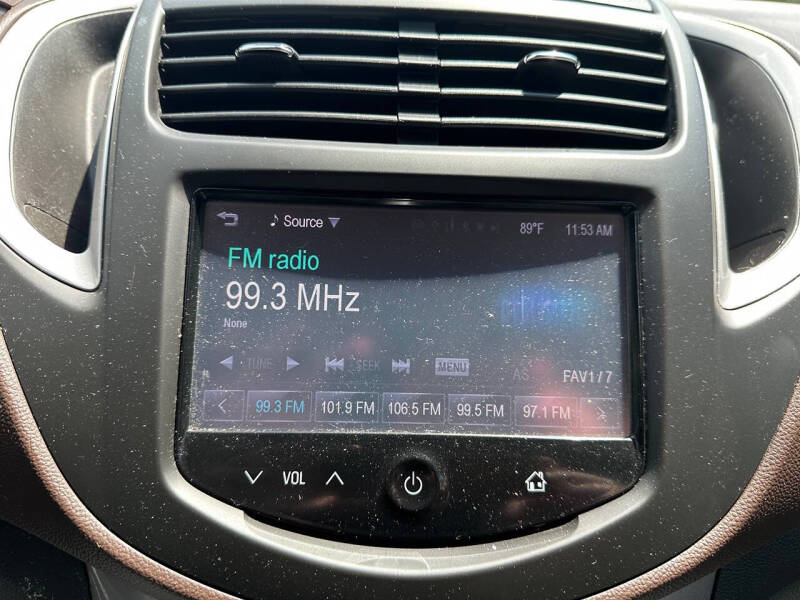 Source 89°F 11:53 AM
FM radio
99.3 MHz
None
TUNE SEEK MENU AS FAV1/7
99.3 FM 101.9 FM 106.5 FM 99.5 FM 97.1 FM
VOL